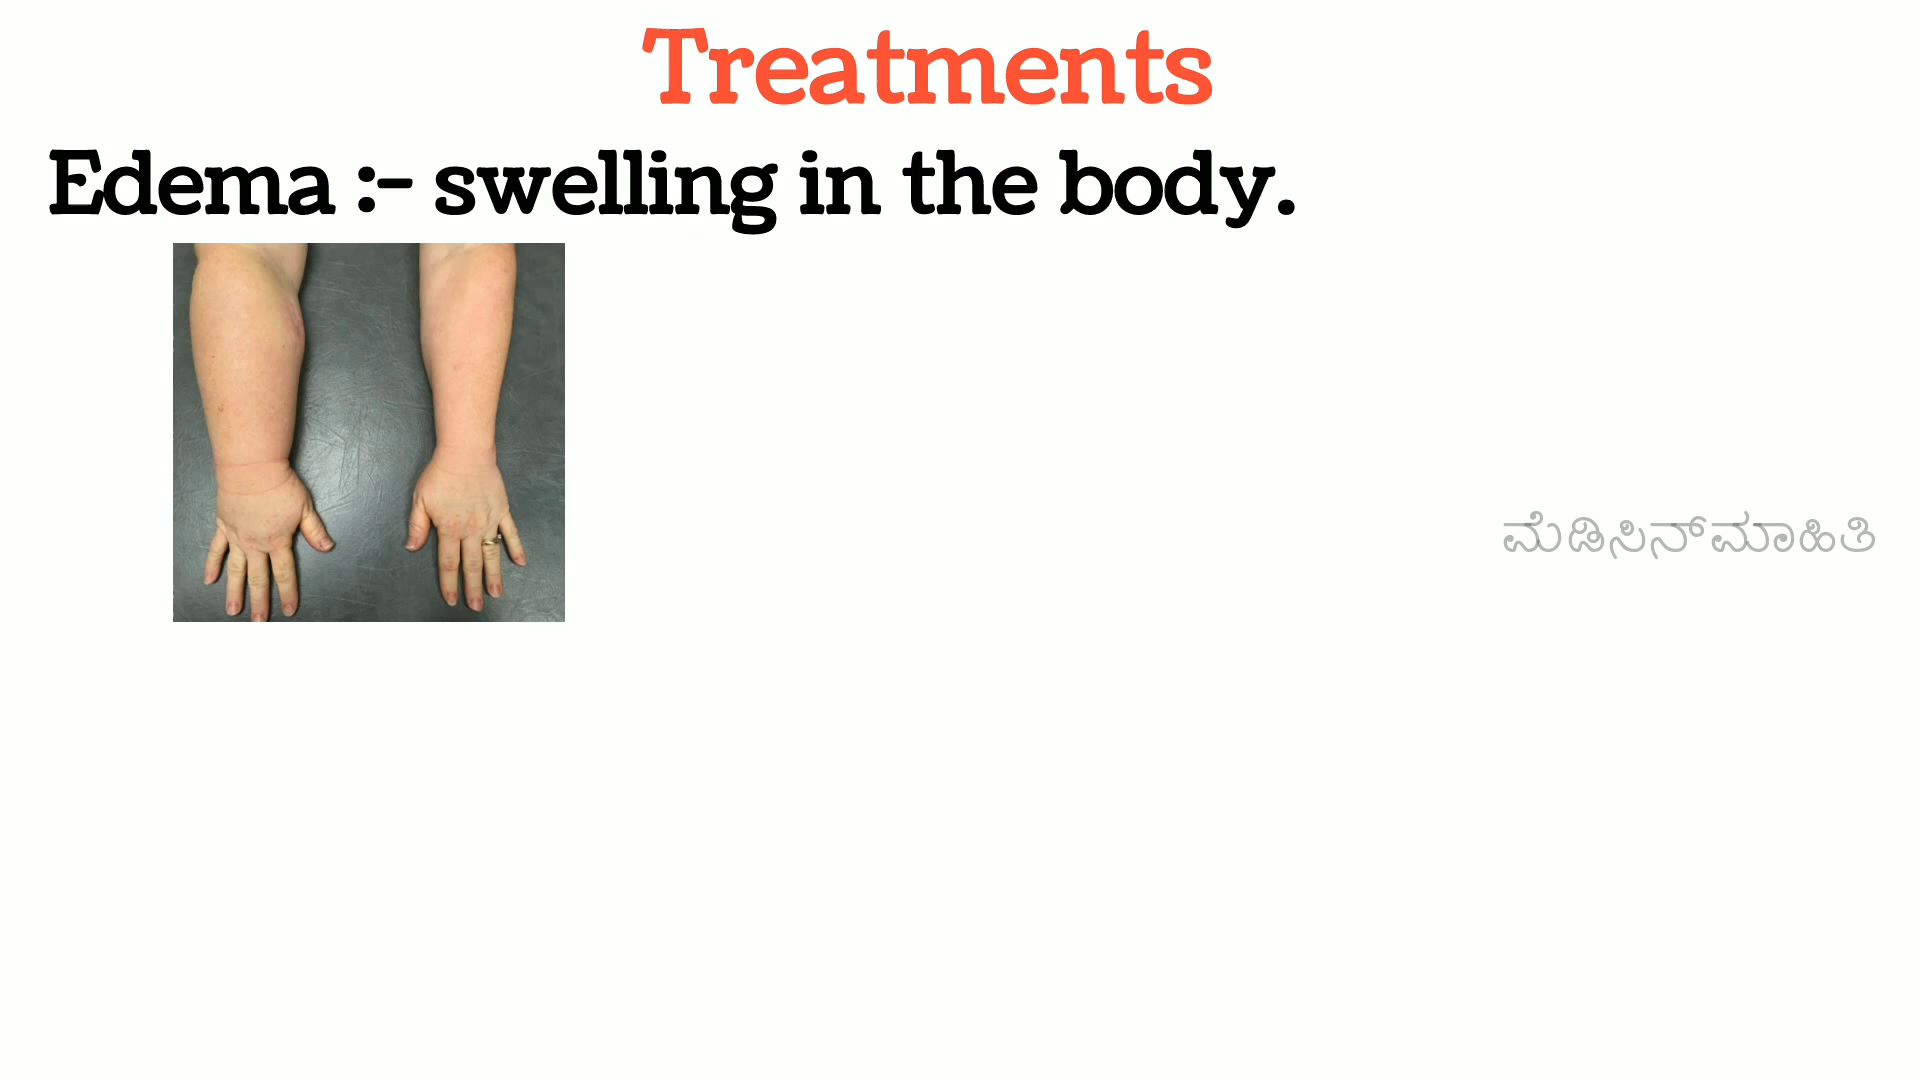 Treatments
Edema :- swelling in the body.
ಮೆಡಿಸಿನ್ ಮಾಹಿತಿ